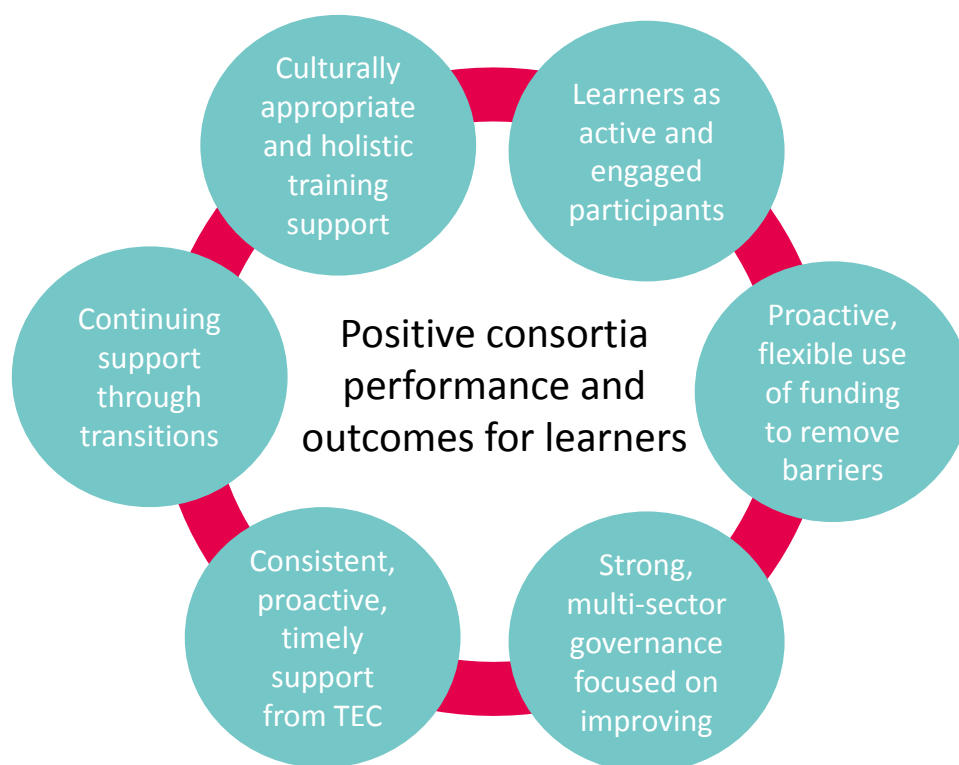 Culturally
appropriate
and holistic
training
support
Learners as
active and
engaged
participants
Proactive,
flexible use
of funding
to remove
barriers
Strong,
multi-sector
governance
focused on
improving
Consistent,
proactive,
timely
support
from TEC
Continuing
support
through
transitions
Positive consortia
performance and
outcomes for learners